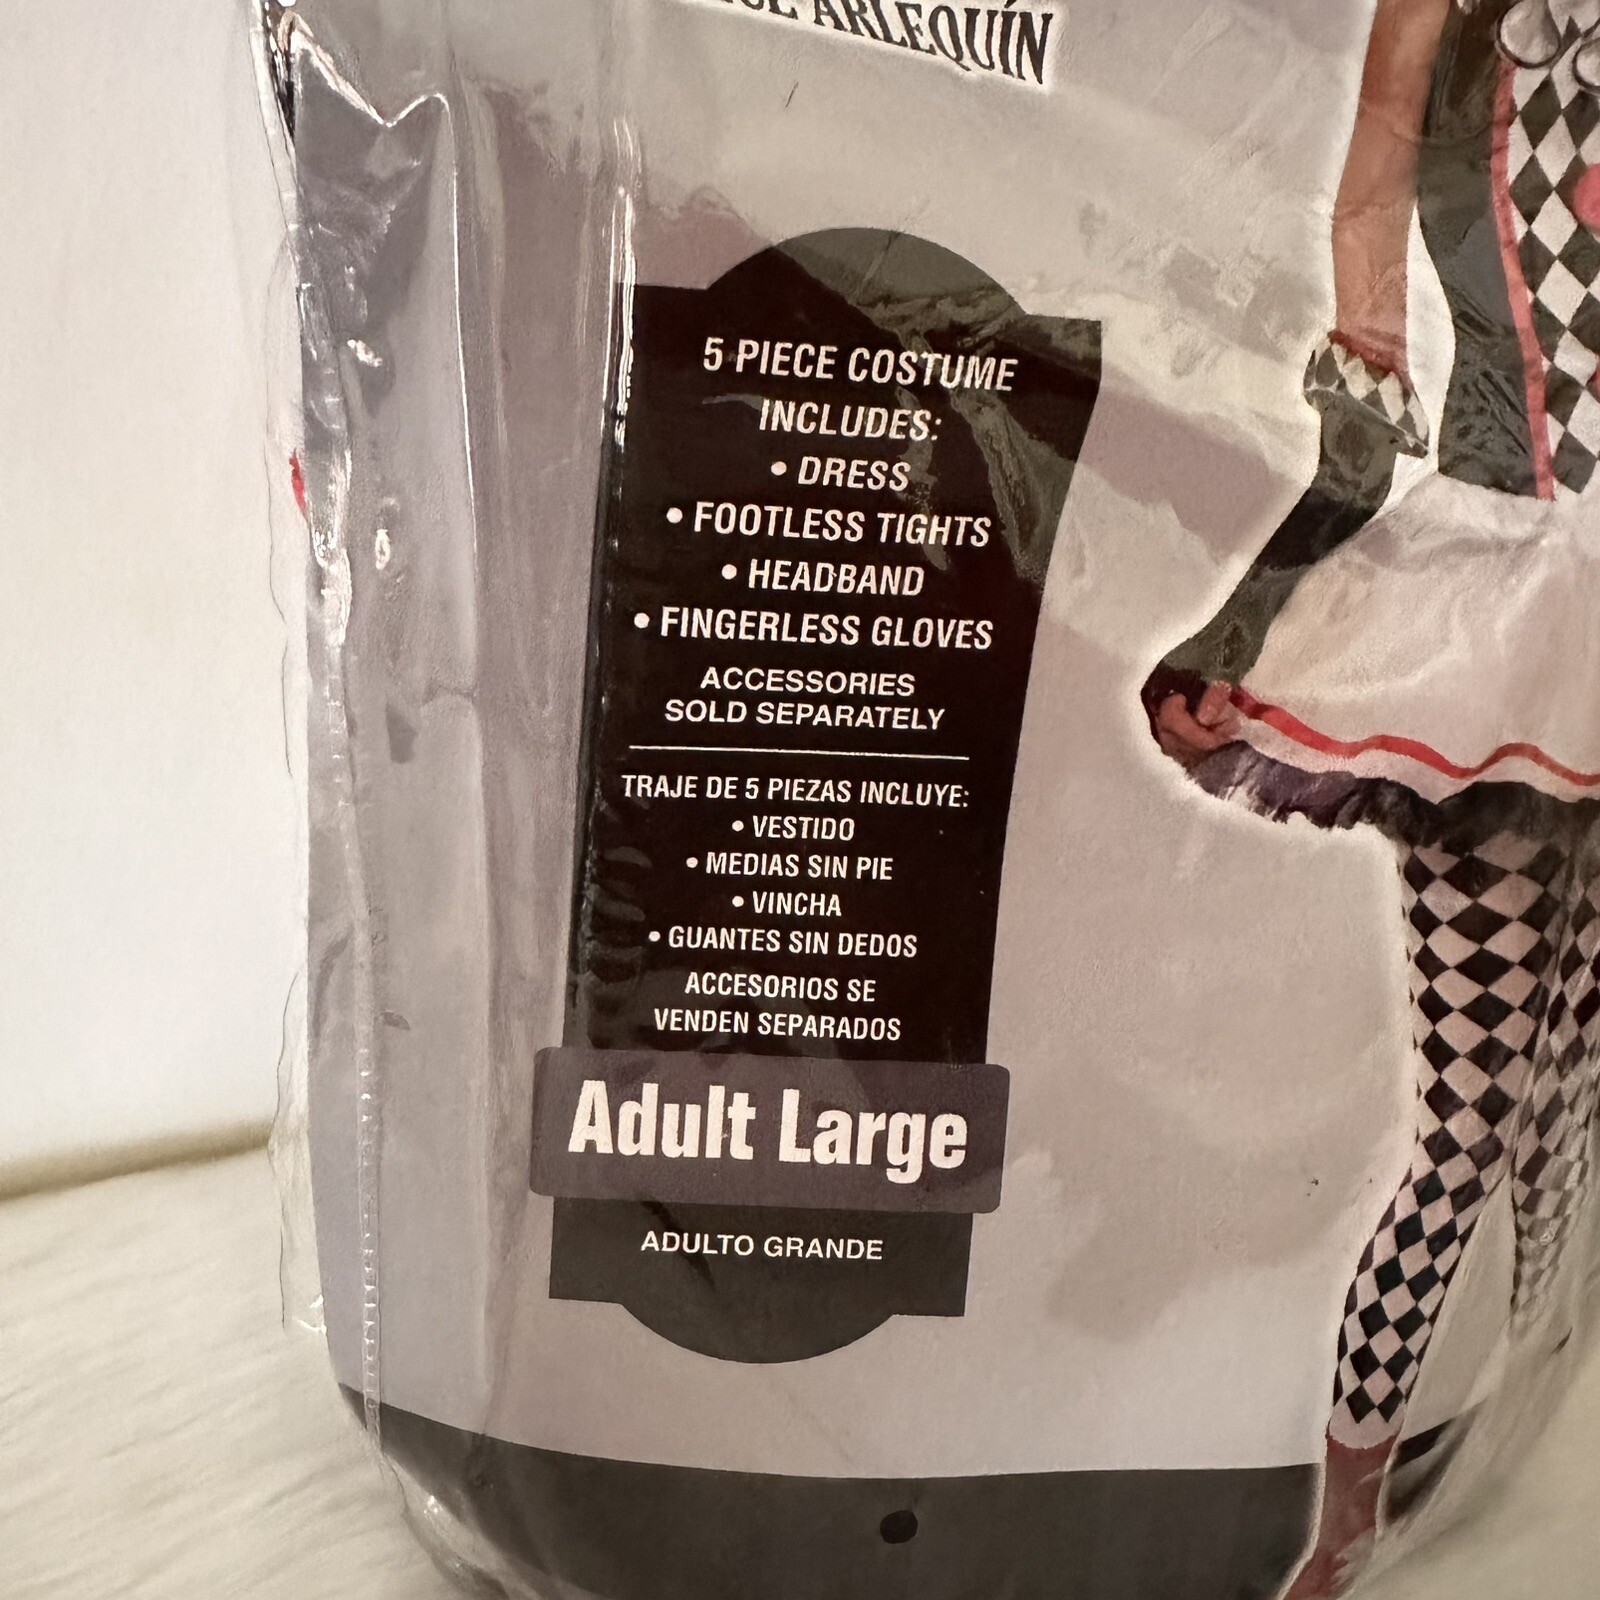 ARLEQUÍN
5 PIECE COSTUME
INCLUDES:
• DRESS
• FOOTLESS TIGHTS
• HEADBAND
• FINGERLESS GLOVES
ACCESSORIES
SOLD SEPARATELY
TRAJE DE 5 PIEZAS INCLUYE:
• VESTIDO
• MEDIAS SIN PIE
• VINCHA
• GUANTES SIN DEDOS
ACCESORIOS SE
VENDEN SEPARADOS
Adult Large
ADULTO GRANDE